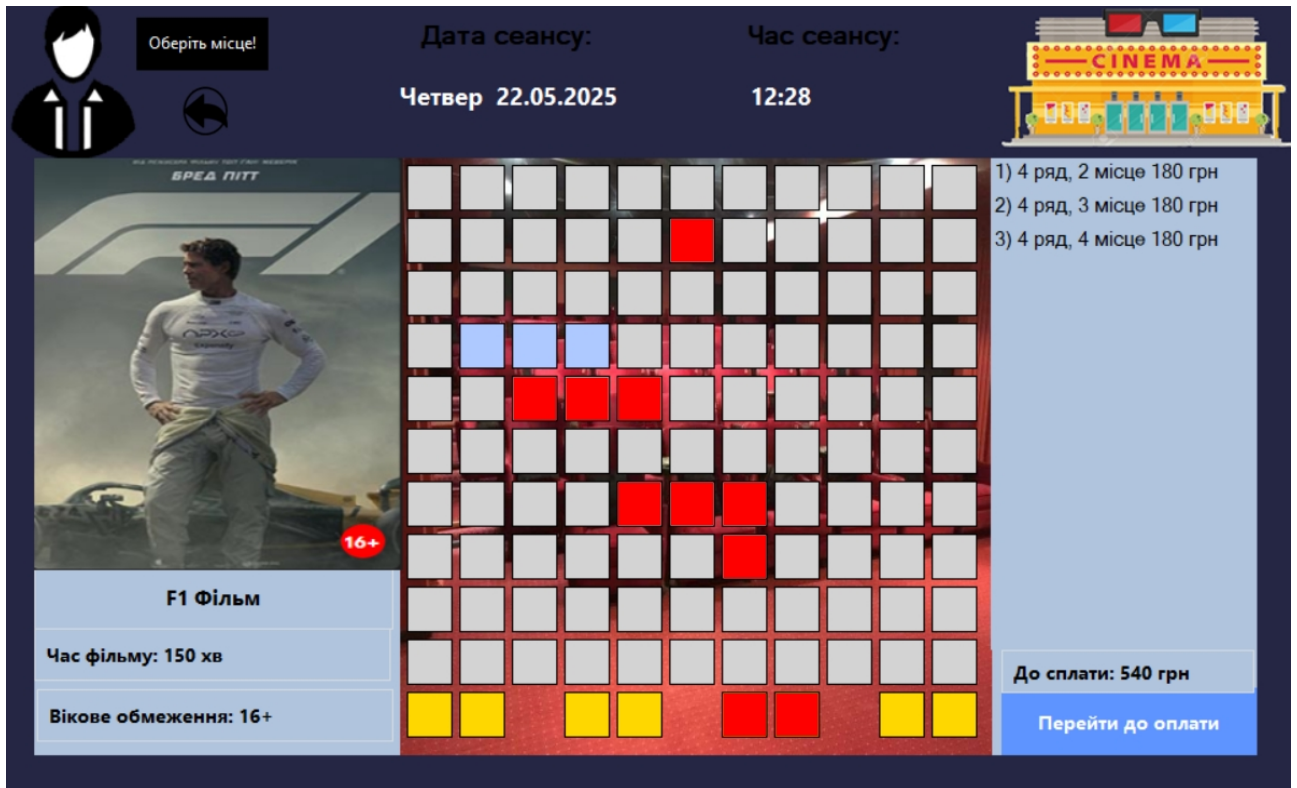 Оберіть місце!
Дата сеансу:
Час сеансу:
Четвер 22.05.2025
12:28
CINEMA
БРЕД ПІТТ
F1
16+
F1 Фільм
Час фільму: 150 хв
Вікове обмеження: 16+
1) 4 ряд, 2 місце 180 грн
2) 4 ряд, 3 місце 180 грн
3) 4 ряд, 4 місце 180 грн
До сплати: 540 грн
Перейти до оплати